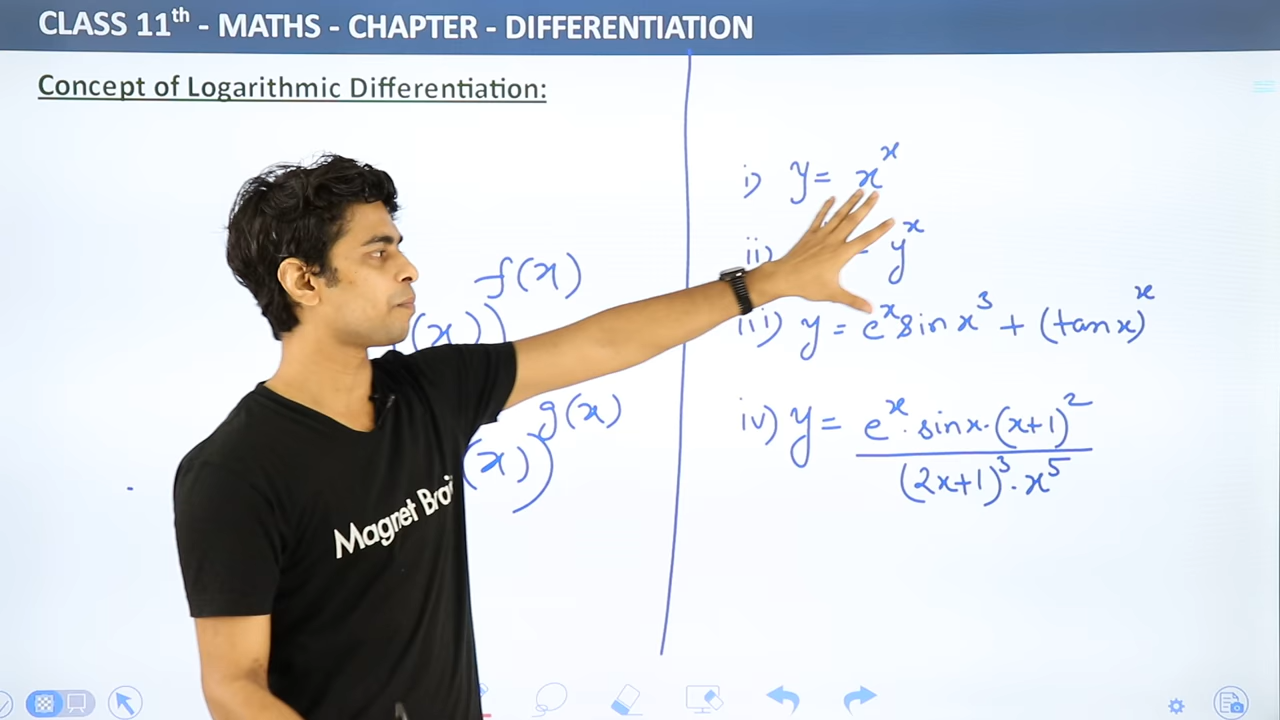 CLASS 11th - MATHS - CHAPTER - DIFFERENTIATION
Concept of Logarithmic Differentiation:
f(x)
(x))
g(x)
(x))
i) y = x^x
ii) y^x
iii) y = e^x sin x^3 + (tan x)^x
iv) y = e^x · sin x · (x+1)^2
(2x+1)^3 · x^5
Magnet Brai